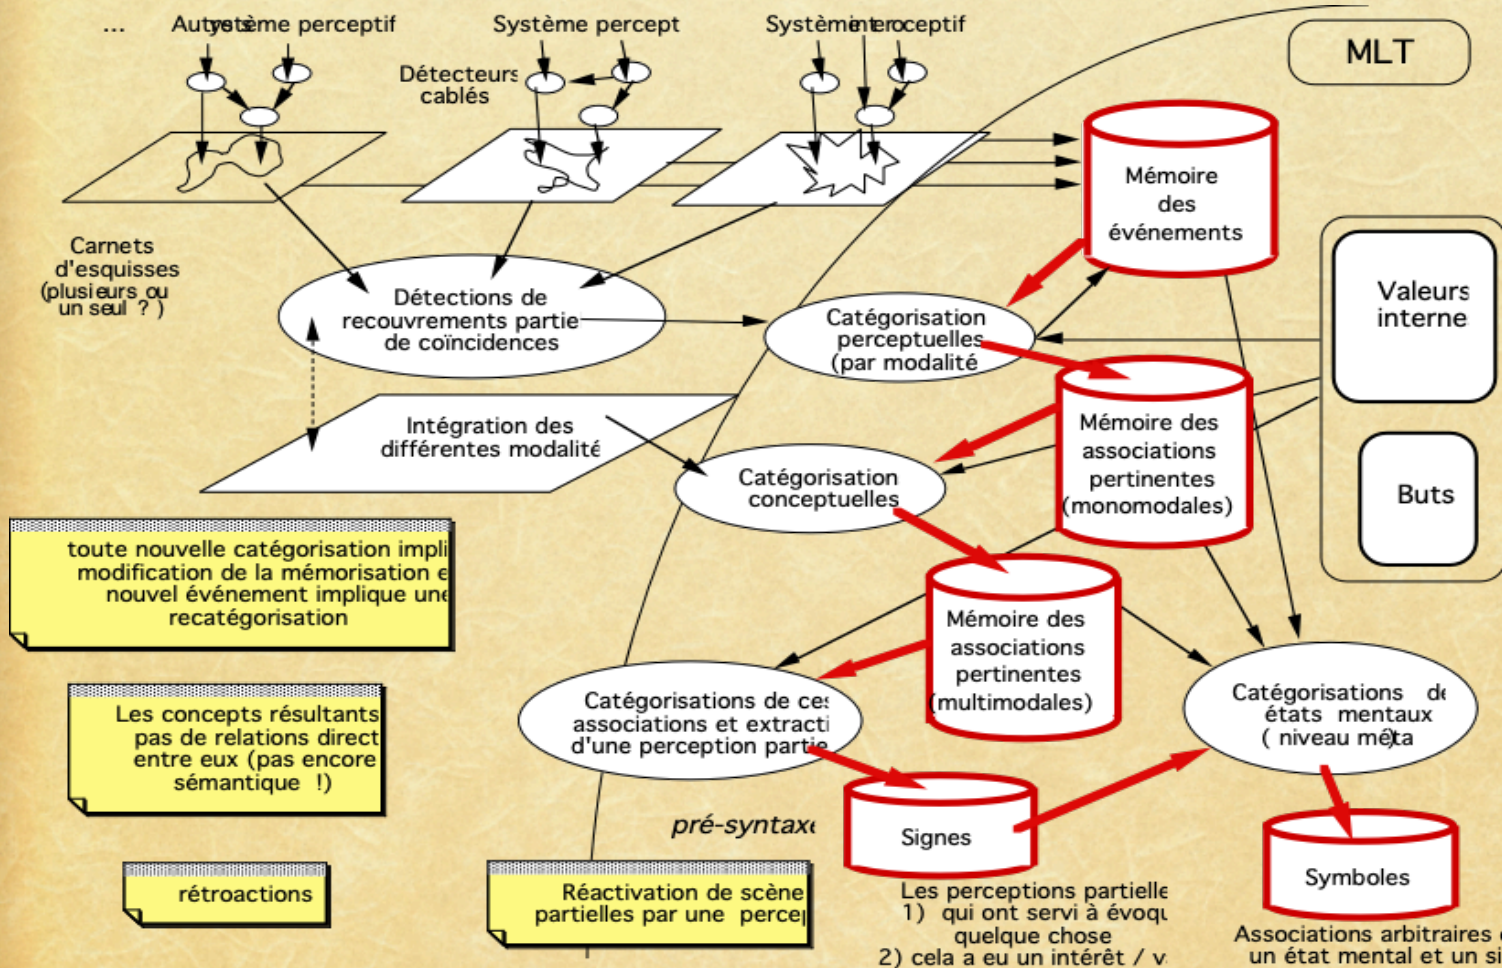 ...
Autre système perceptif
Système percept
Système interoceptif
MLT
Détecteurs
cablés
Mémoire
des
événements
Carnets
d'esquisses
(plusieurs ou
un seul ? )
Détections de
recouvrements partie
de coïncidences
Catégorisation
perceptuelles
(par modalité
Valeurs
interne
Intégration des
différentes modalité
Mémoire des
associations
pertinentes
(monomodales)
Catégorisation
conceptuelles
Buts
toute nouvelle catégorisation impli
modification de la mémorisation e
nouvel événement implique une
recatégorisation
Mémoire des
associations
pertinentes
(multimodales)
Les concepts résultants
pas de relations direct
entre eux (pas encore
sémantique !)
Catégorisations de ces
associations et extracti
d'une perception partie
Catégorisations de
états mentaux
( niveau méta)
pré-syntaxe
Signes
Symboles
rétroactions
Réactivation de scène
partielles par une percep
Les perceptions partielle
1) qui ont servi à évoqu
quelque chose
2) cela a eu un intérêt / v
Associations arbitraires
un état mental et un si